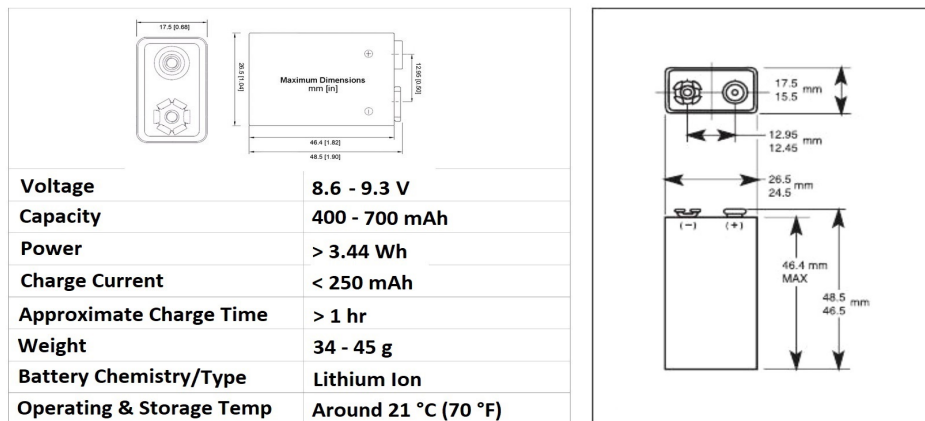 17.5 [0.68]
26.5 [1.04]
Maximum Dimensions
mm [in]
12.95 [0.50]
46.4 [1.82]
48.5 [1.90]
Voltage 8.6 - 9.3 V
Capacity 400 - 700 mAh
Power > 3.44 Wh
Charge Current < 250 mAh
Approximate Charge Time > 1 hr
Weight 34 - 45 g
Battery Chemistry/Type Lithium Ion
Operating & Storage Temp Around 21 °C (70 °F)
17.5
15.5 mm
12.95
12.45 mm
26.5
24.5 mm
(-) (+)
46.4 mm
MAX
48.5
46.5 mm